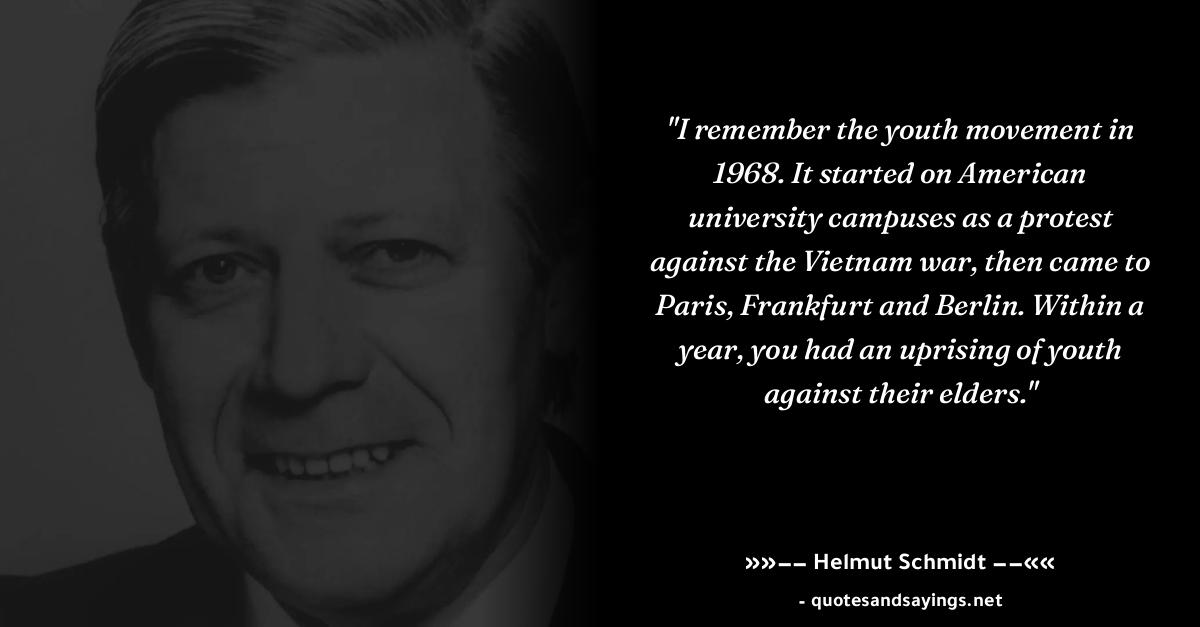 "I remember the youth movement in
1968. It started on American
university campuses as a protest
against the Vietnam war, then came to
Paris, Frankfurt and Berlin. Within a
year, you had an uprising of youth
against their elders."
»»–– Helmut Schmidt ––««
- quotesandsayings.net